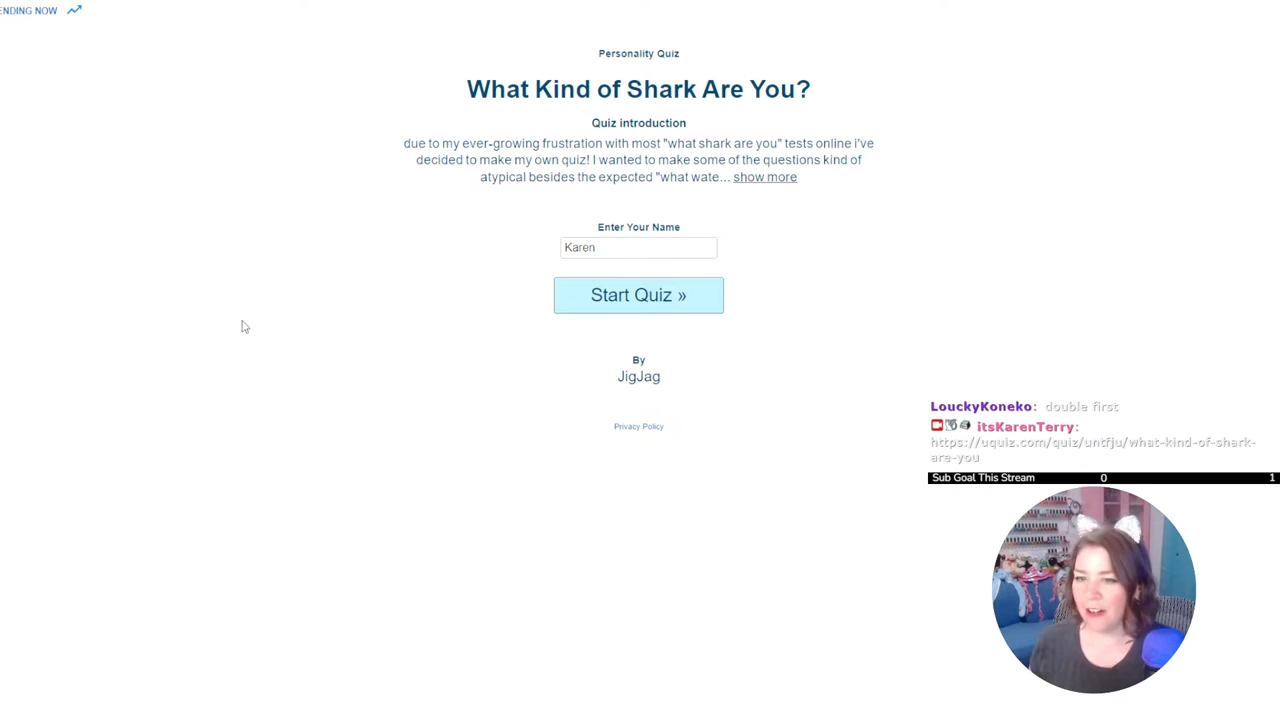 ENDING NOW
Personality Quiz
What Kind of Shark Are You?
Quiz introduction
due to my ever-growing frustration with most "what shark are you" tests online i've
decided to make my own quiz! I wanted to make some of the questions kind of
atypical besides the expected "what wate... show more
Enter Your Name
Karen
Start Quiz »
By
JigJag
Privacy Policy
LouckyKoneko: double first
itsKarenTerry:
https://uquiz.com/quiz/untfju/what-kind-of-shark-
are-you
Sub Goal This Stream 0 1